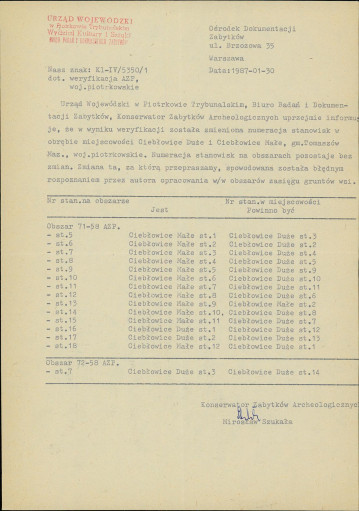 URZĄD WOJEWÓDZKI
w Piotrkowie Trybunalskim
Wydział Kultury i Sztuki
Ośrodek Dokumentacji
Zabytków
ul. Brzozowa 35
Warszawa
Nasz znak: KI-IV/5350/1
Data:1987-01-30
dot. weryfikacja AZP,
woj.piotrkowskie
Urząd Wojewódzki w Piotrkowie Trybunalskim, Biuro Badań i Dokumen-
tacji Zabytków, Konserwator Zabytków Archeologicznych uprzejmie informu
je, że w wyniku weryfikacji została zmieniona numeracja stanowisk w
obrębie miejscowości Ciebłowice Duże i Ciebłowice Małe, gm.Tomaszów
Maz., woj.piotrkowskie. Numeracja stanowisk na obszarach pozostaje bez
zmian. Zmiana ta, za którą przepraszamy, spowodowana została błędnym
rozpoznaniem przez autora opracowania w/w obszarów zasięgu gruntów wsi.
Nr stan.na obszarze
Nr stan.w miejscowości
Jest Powinno być
Obszar 71-58 AZP.
- st.5 Ciebłowice Małe st.1 Ciebłowice Duże st.3
- st.6 Ciebłowice Małe st.2 Ciebłowice Duże st.2
- st.7 Ciebłowice Małe st.3 Ciebłowice Duże st.4
- st.8 Ciebłowice Małe st.4 Ciebłowice Duże st.5
- st.9 Ciebłowice Małe st.5 Ciebłowice Duże st.9
- st.10 Ciebłowice Małe st.6 Ciebłowice Duże st.10
- st.11 Ciebłowice Małe st.7 Ciebłowice Duże st.11
- st.12 Ciebłowice Małe st.8 Ciebłowice Duże st.6
- st.13 Ciebłowice Małe st.9 Ciebłowice Duże st.2
- st.14 Ciebłowice Małe st.10, Ciebłowice Duże st.8
- st.15 Ciebłowice Małe st.11 Ciebłowice Duże st.7
- st.16 Ciebłowice Duże st.1 Ciebłowice Duże st.12
- st.17 Ciebłowice Duże st.2 Ciebłowice Duże st.13
- st.18 Ciebłowice Małe st.12 Ciebłowice Duże st.1
Obszar 72-58 AZP.
- st.7 Ciebłowice Duże st.3 Ciebłowice Duże st.14
Konserwator Zabytków Archeologicznych
Mirosław Szukała